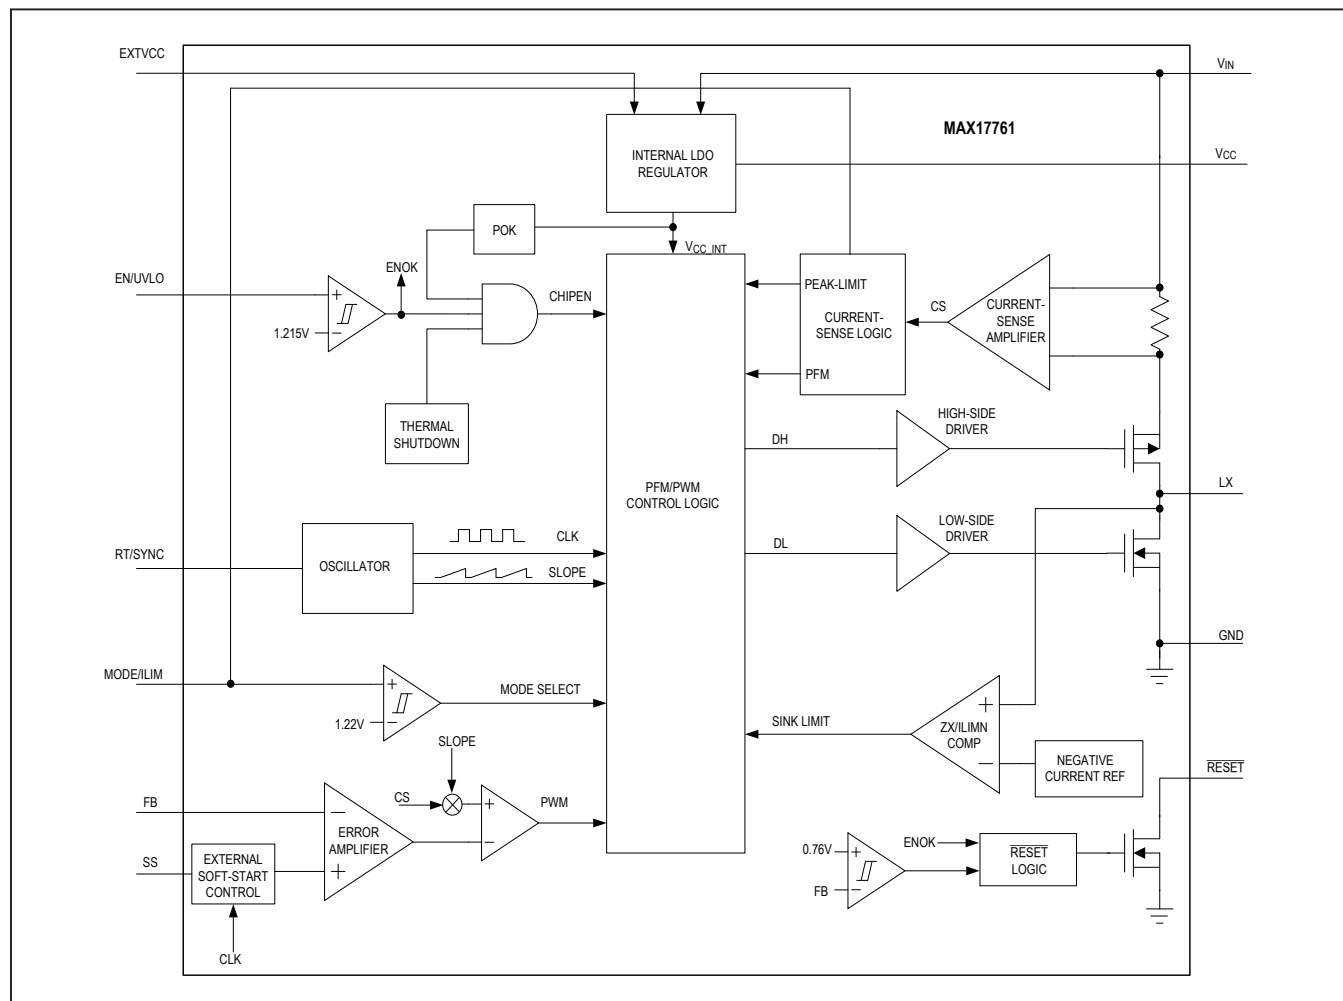 EXTVCC
VIN
MAX17761
INTERNAL LDO
REGULATOR
VCC
POK
VCC_INT
EN/UVLO
ENOK
+
1.215V
−
CHIPEN
PEAK-LIMIT
CURRENT-
SENSE LOGIC
PFM
CS
CURRENT-
SENSE
AMPLIFIER
THERMAL
SHUTDOWN
HIGH-SIDE
DRIVER
DH
PFM/PWM
CONTROL LOGIC
LX
LOW-SIDE
DRIVER
DL
RT/SYNC
OSCILLATOR
CLK
SLOPE
GND
MODE/ILIM
+
1.22V
−
MODE SELECT
SINK LIMIT
+
ZX/ILIMN
COMP
−
NEGATIVE
CURRENT REF
SLOPE
RESET
FB
−
ERROR
AMPLIFIER
+
CS
+
−
PWM
SS
EXTERNAL
SOFT-START
CONTROL
CLK
0.76V
+
FB
−
ENOK
RESET
LOGIC